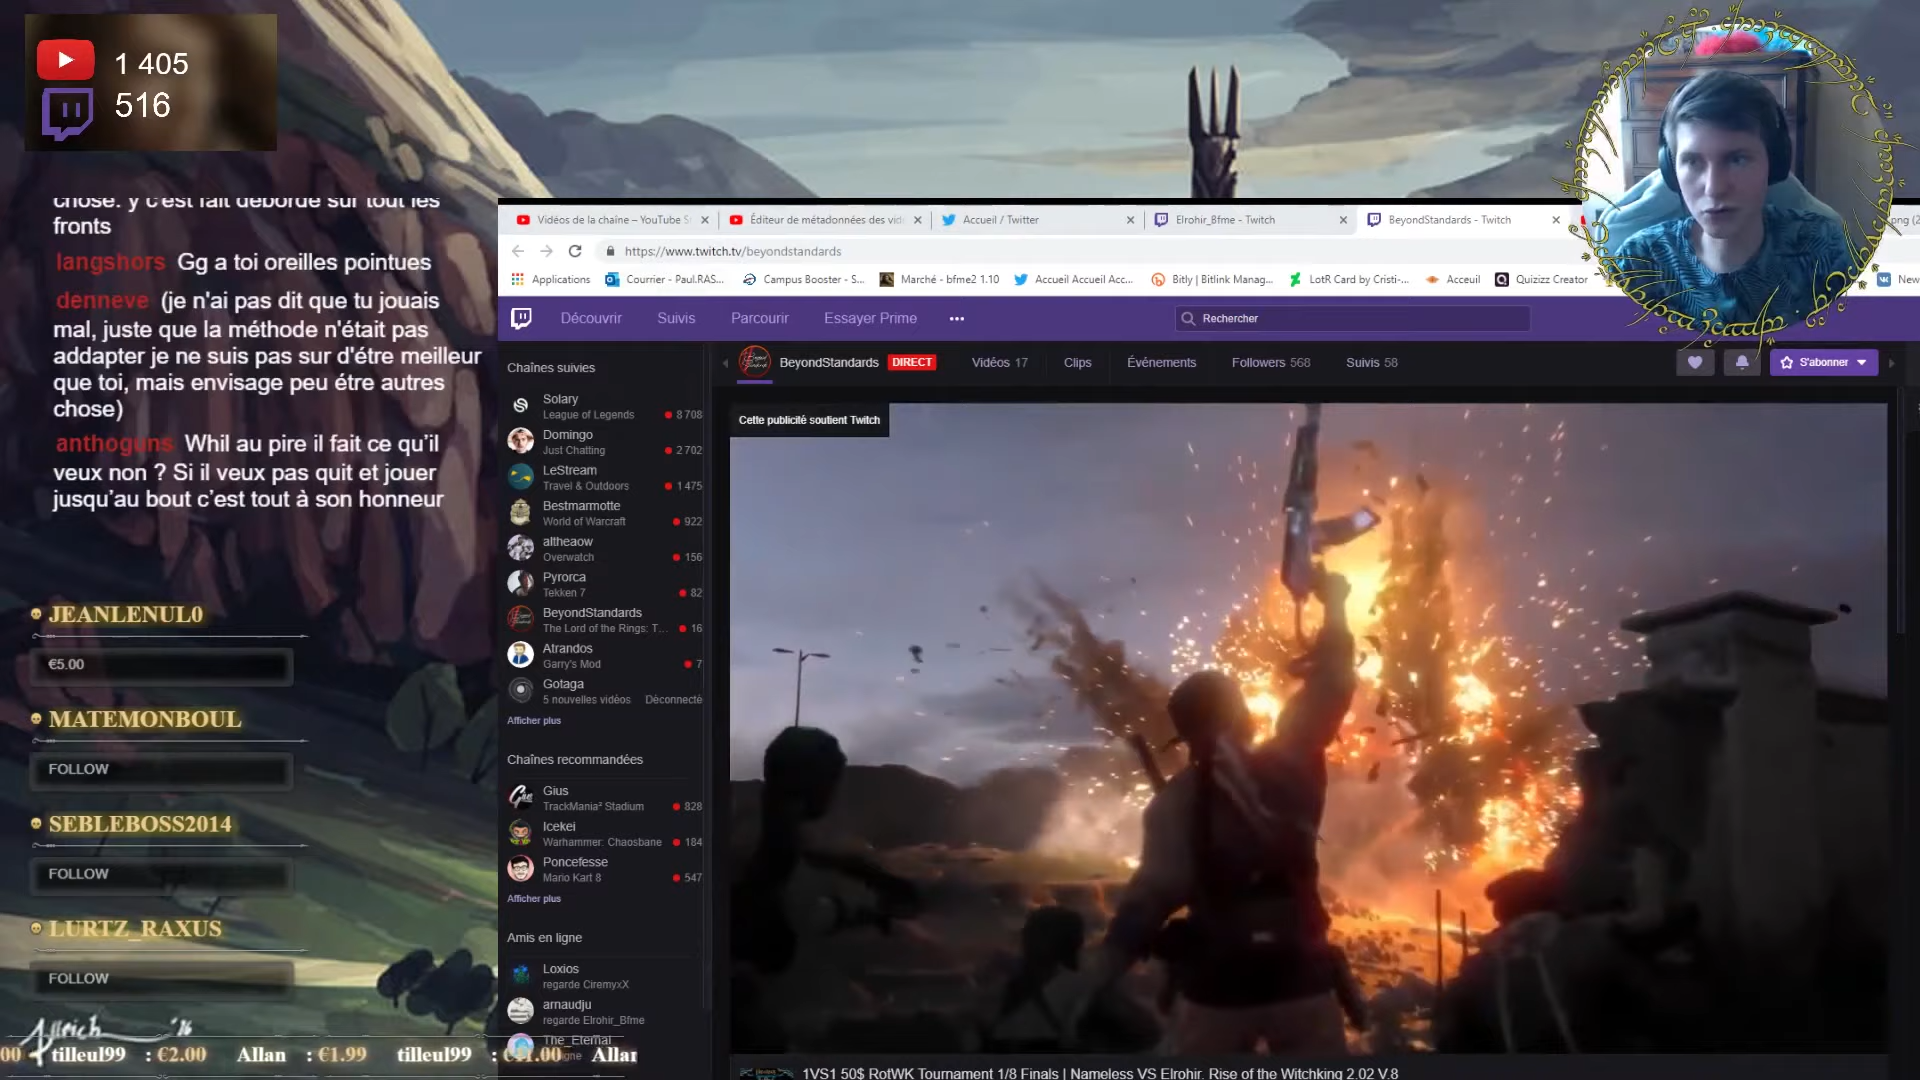 1 405
516
chose. y c'est fait débordé sur tout les
fronts
langshors Gg a toi oreilles pointues
denneve (je n'ai pas dit que tu jouais
mal, juste que la méthode n'était pas
addapter je ne suis pas sur d'étre meilleur
que toi, mais envisage peu étre autres
chose)
anthoguns Whil au pire il fait ce qu'il
veux non ? Si il veux pas quit et jouer
jusqu'au bout c'est tout à son honneur
JEANLENUL0
€5.00
MATEMONBOUL
FOLLOW
SEBLEBOSS2014
FOLLOW
LURTZ_RAXUS
FOLLOW
'16
00 tilleul99 : €2.00 Allan : €1.99 tilleul99 : €11.00 Allan
Vidéos de la chaîne – YouTube S
Éditeur de métadonnées des vid
Accueil / Twitter
Elrohir_Bfme - Twitch
BeyondStandards - Twitch
png (2
https://www.twitch.tv/beyondstandards
Applications
Courrier - Paul.RAS...
Campus Booster - S...
Marché - bfme2 1.10
Accueil Accueil Acc...
Bitly | Bitlink Manag...
LotR Card by Cristi-...
Acceuil
Quizizz Creator
New
Découvrir
Suivis
Parcourir
Essayer Prime
Rechercher
BeyondStandards DIRECT
Vidéos 17
Clips
Événements
Followers 568
Suivis 58
S'abonner
Cette publicité soutient Twitch
Chaînes suivies
Solary
League of Legends 8 708
Domingo
Just Chatting 2 702
LeStream
Travel & Outdoors 1 475
Bestmarmotte
World of Warcraft 922
altheaow
Overwatch 156
Pyrorca
Tekken 7 82
BeyondStandards
The Lord of the Rings: T... 16
Atrandos
Garry's Mod 7
Gotaga
5 nouvelles vidéos Déconnecté
Afficher plus
Chaînes recommandées
Gius
TrackMania² Stadium 828
Icekei
Warhammer: Chaosbane 184
Poncefesse
Mario Kart 8 547
Afficher plus
Amis en ligne
Loxios
regarde CiremyxX
arnaudju
regarde Elrohir_Bfme
The_Eternal
1VS1 50$ RotWK Tournament 1/8 Finals | Nameless VS Elrohir. Rise of the Witchking 2.02 V.8